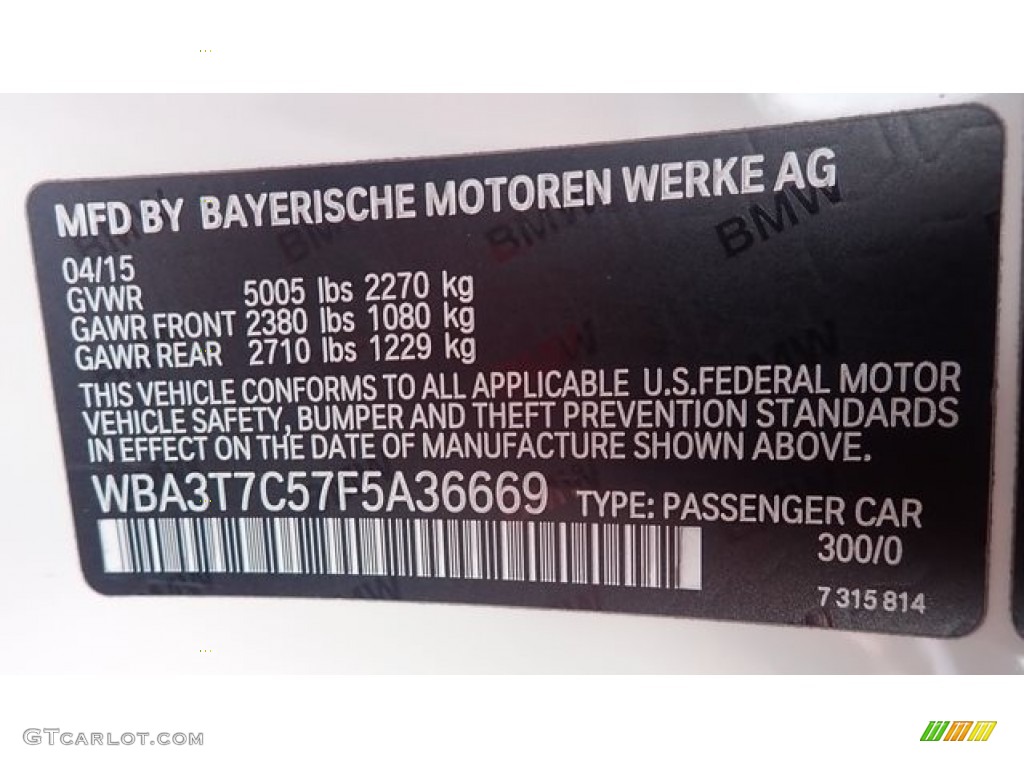 MFD BY BAYERISCHE MOTOREN WERKE AG
04/15
GVWR 5005 lbs 2270 kg
GAWR FRONT 2380 lbs 1080 kg
GAWR REAR 2710 lbs 1229 kg
THIS VEHICLE CONFORMS TO ALL APPLICABLE U.S.FEDERAL MOTOR
VEHICLE SAFETY, BUMPER AND THEFT PREVENTION STANDARDS
IN EFFECT ON THE DATE OF MANUFACTURE SHOWN ABOVE.
WBA3T7C57F5A36669 TYPE: PASSENGER CAR
300/0
7 315 814
BMW
GTCARLOT.COM